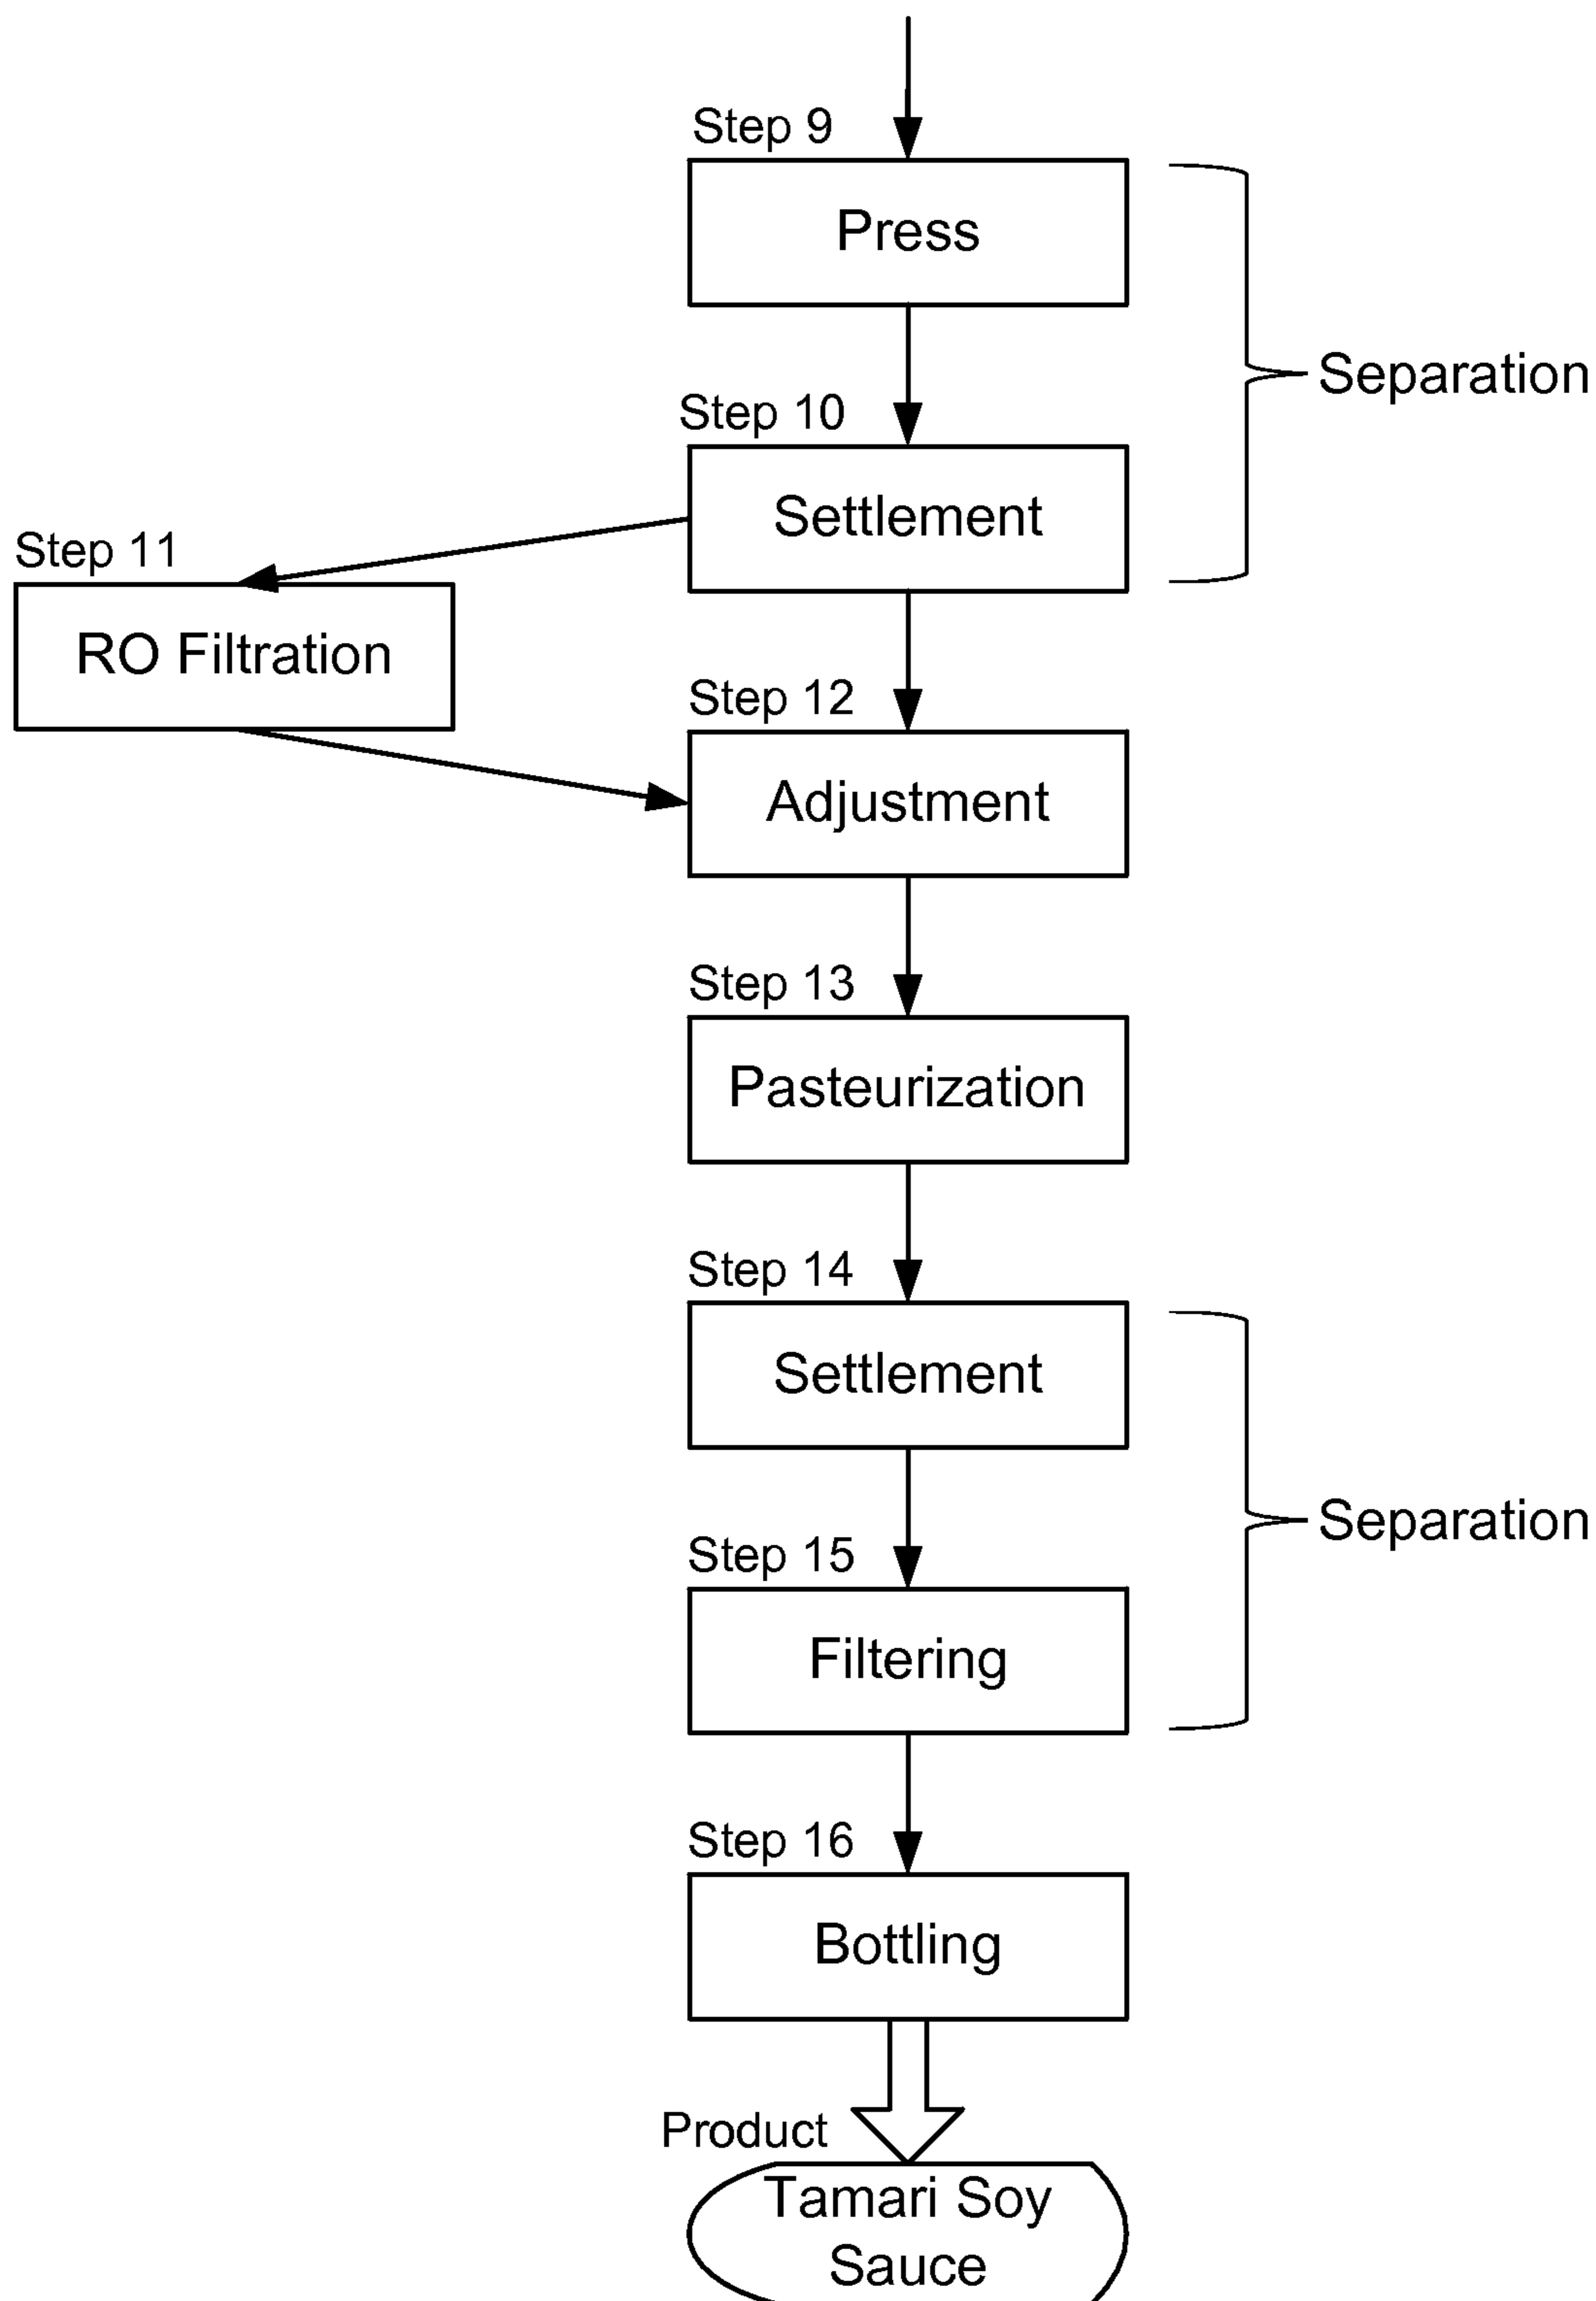 Step 9
Press
Separation
Step 10
Settlement
Step 11
RO Filtration
Step 12
Adjustment
Step 13
Pasteurization
Step 14
Settlement
Separation
Step 15
Filtering
Step 16
Bottling
Product
Tamari Soy
Sauce